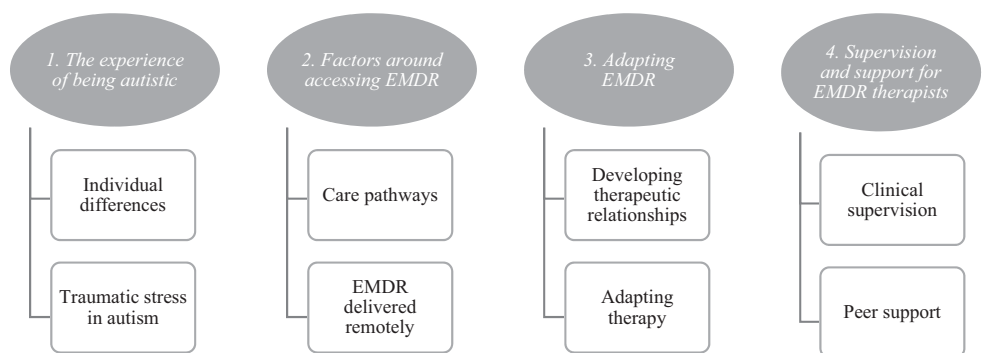 1. The experience
of being autistic
Individual
differences
Traumatic stress
in autism
2. Factors around
accessing EMDR
Care pathways
EMDR
delivered
remotely
3. Adapting
EMDR
Developing
therapeutic
relationships
Adapting
therapy
4. Supervision
and support for
EMDR therapists
Clinical
supervision
Peer support